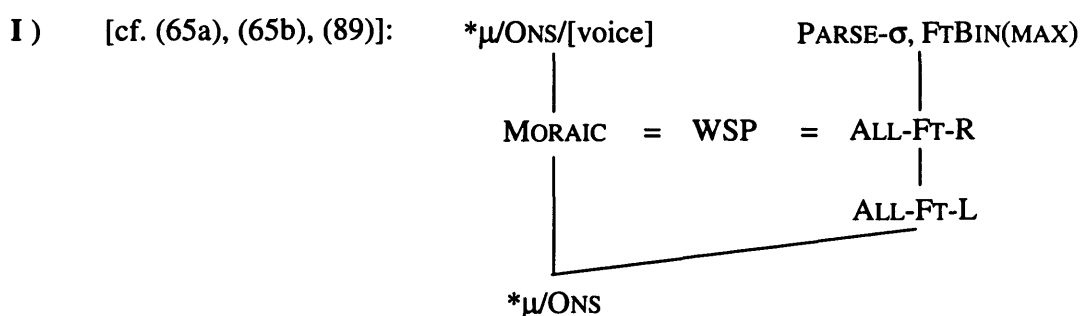 I) [cf. (65a), (65b), (89)]: *μ/ONS/[voice] PARSE-σ, FTBIN(MAX)
MORAIC = WSP = ALL-FT-R
ALL-FT-L
*μ/ONS